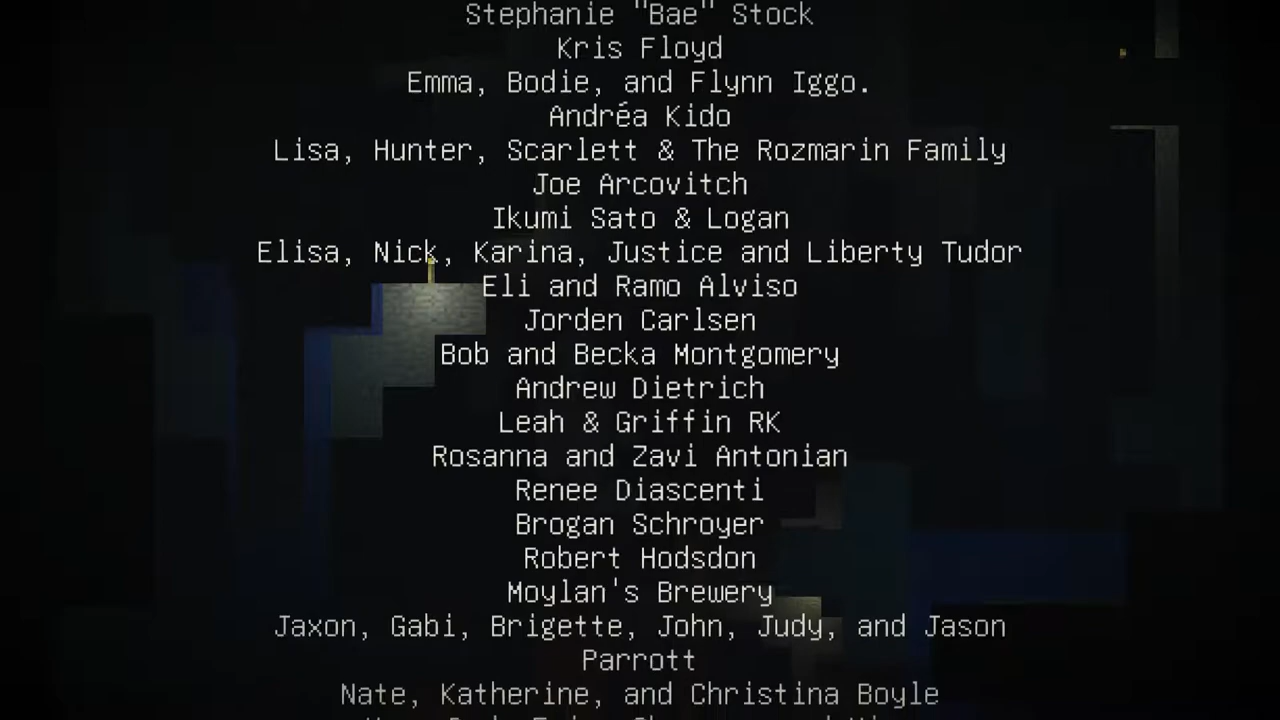 Stephanie "Bae" Stock
Kris Floyd
Emma, Bodie, and Flynn Iggo.
Andréa Kido
Lisa, Hunter, Scarlett & The Rozmarin Family
Joe Arcovitch
Ikumi Sato & Logan
Elisa, Nick, Karina, Justice and Liberty Tudor
Eli and Ramo Alviso
Jorden Carlsen
Bob and Becka Montgomery
Andrew Dietrich
Leah & Griffin RK
Rosanna and Zavi Antonian
Renee Diascenti
Brogan Schroyer
Robert Hodsdon
Moylan's Brewery
Jaxon, Gabi, Brigette, John, Judy, and Jason
Parrott
Nate, Katherine, and Christina Boyle